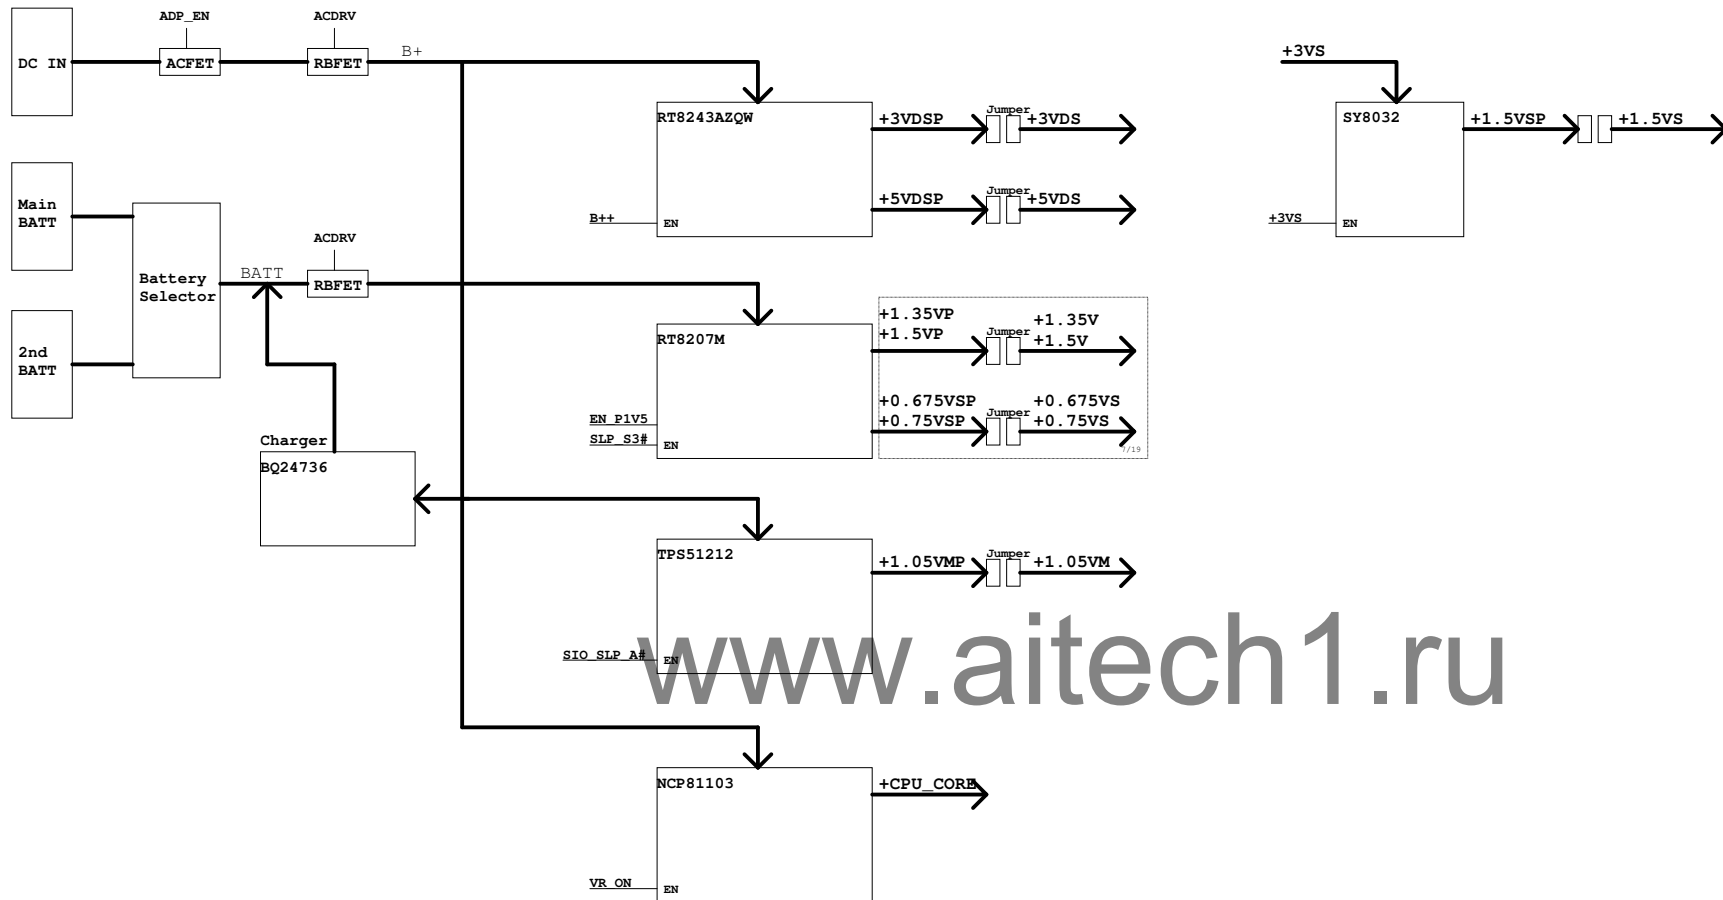 ADP_EN
ACDRV
DC IN
ACFET
RBFET
B+
+3VS
RT8243AZQW
+3VDSP
Jumper
+3VDS
SY8032
+1.5VSP
+1.5VS
+5VDSP
Jumper
+5VDS
B++
EN
+3VS
EN
Main
BATT
Battery
Selector
BATT
ACDRV
RBFET
2nd
BATT
RT8207M
+1.35VP
+1.5VP
Jumper
+1.35V
+1.5V
+0.675VSP
+0.75VSP
Jumper
+0.675VS
+0.75VS
7/19
EN_P1V5
SLP_S3#
EN
Charger
BQ24736
TPS51212
+1.05VMP
Jumper
+1.05VM
SIO_SLP_A#
EN
www.aitech1.ru
NCP81103
+CPU_CORE
VR_ON
EN